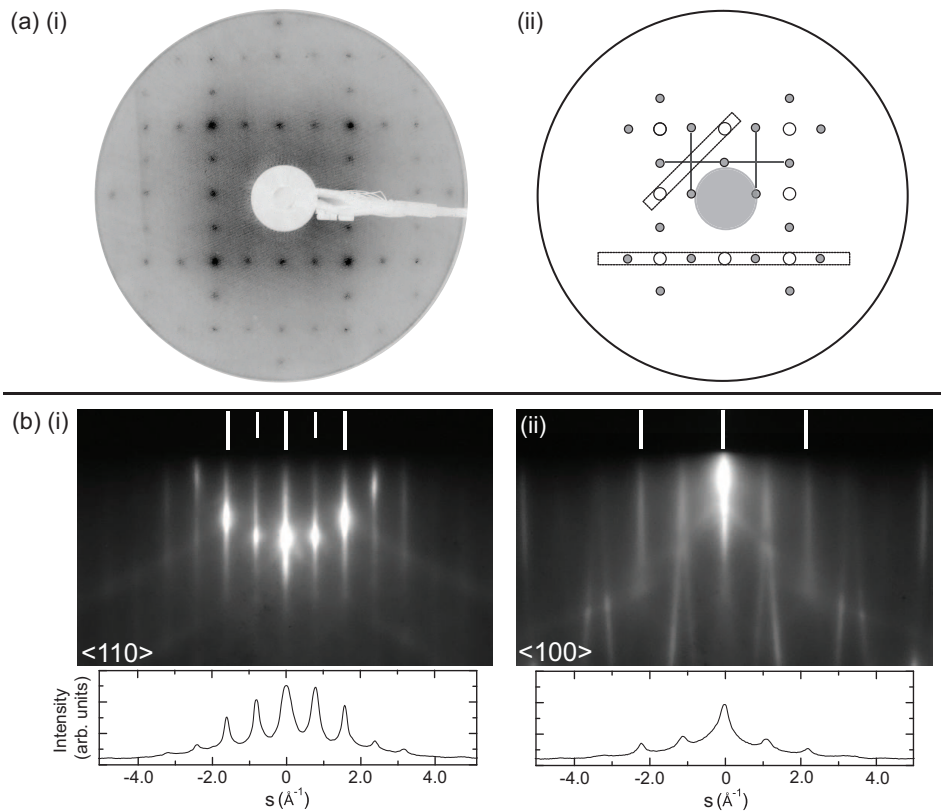 (a) (i)
(ii)
(b) (i)
(ii)
<110>
<100>
Intensity
(arb. units)
-4.0 -2.0 0 2.0 4.0
-4.0 -2.0 0 2.0 4.0
s (Å⁻¹)
s (Å⁻¹)